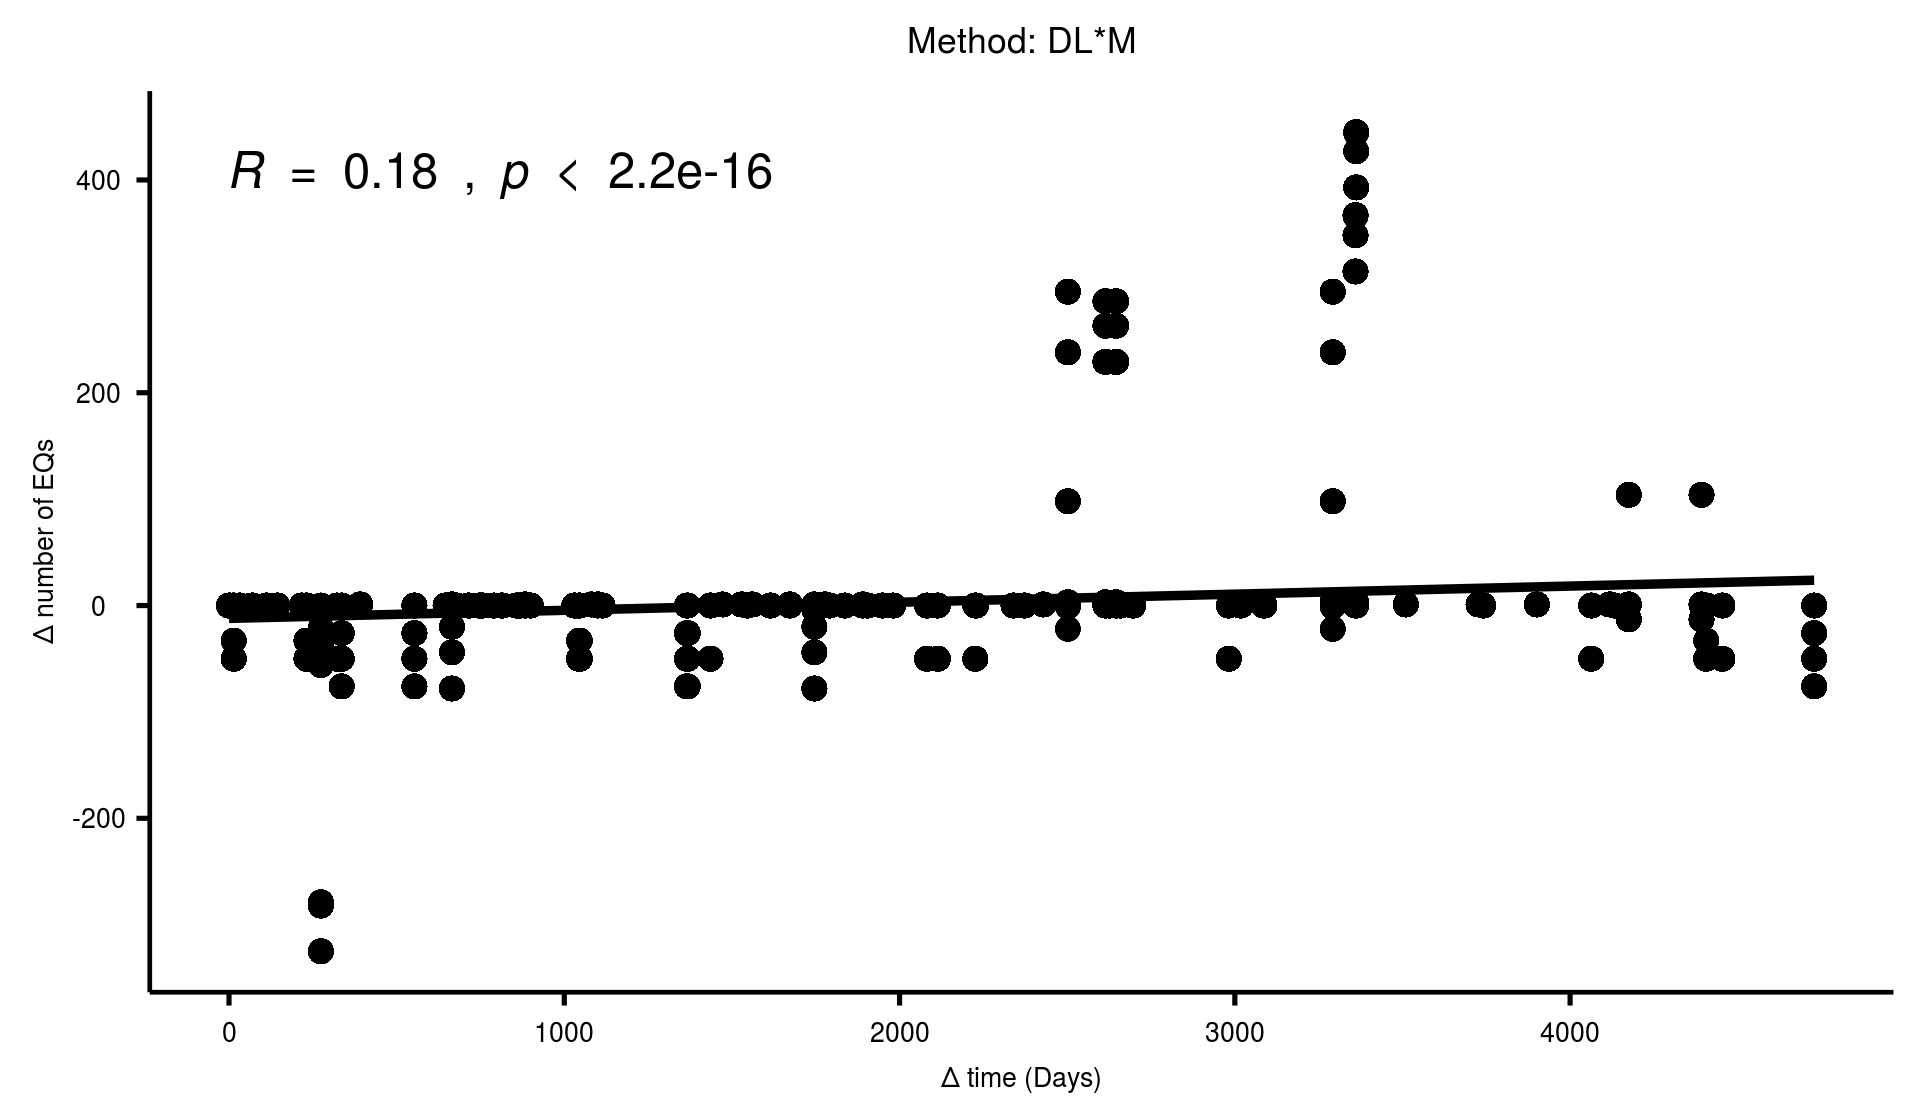 Method: DL*M
R = 0.18 , p < 2.2e-16
400
200
0
-200
Δ number of EQs
0 1000 2000 3000 4000
Δ time (Days)